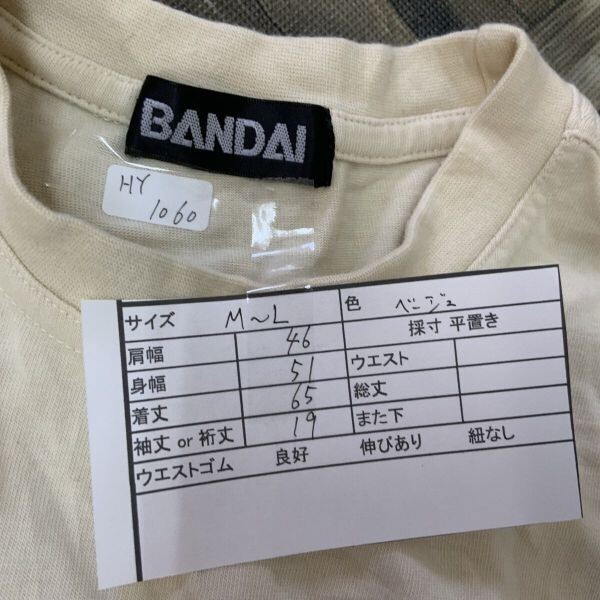 BANDAI
HY
1060
サイズ M〜L 色 ベージュ
肩幅 46 採寸 平置き
身幅 51 ウエスト
着丈 65 総丈
袖丈 or 裄丈 19 また下
ウエストゴム 良好 伸びあり 紐なし